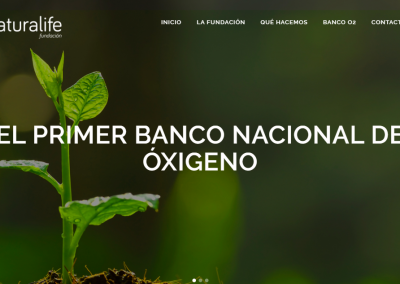 aturalife
fundación
INICIO LA FUNDACIÓN QUÉ HACEMOS BANCO O2 CONTACT
EL PRIMER BANCO NACIONAL DE
ÓXIGENO